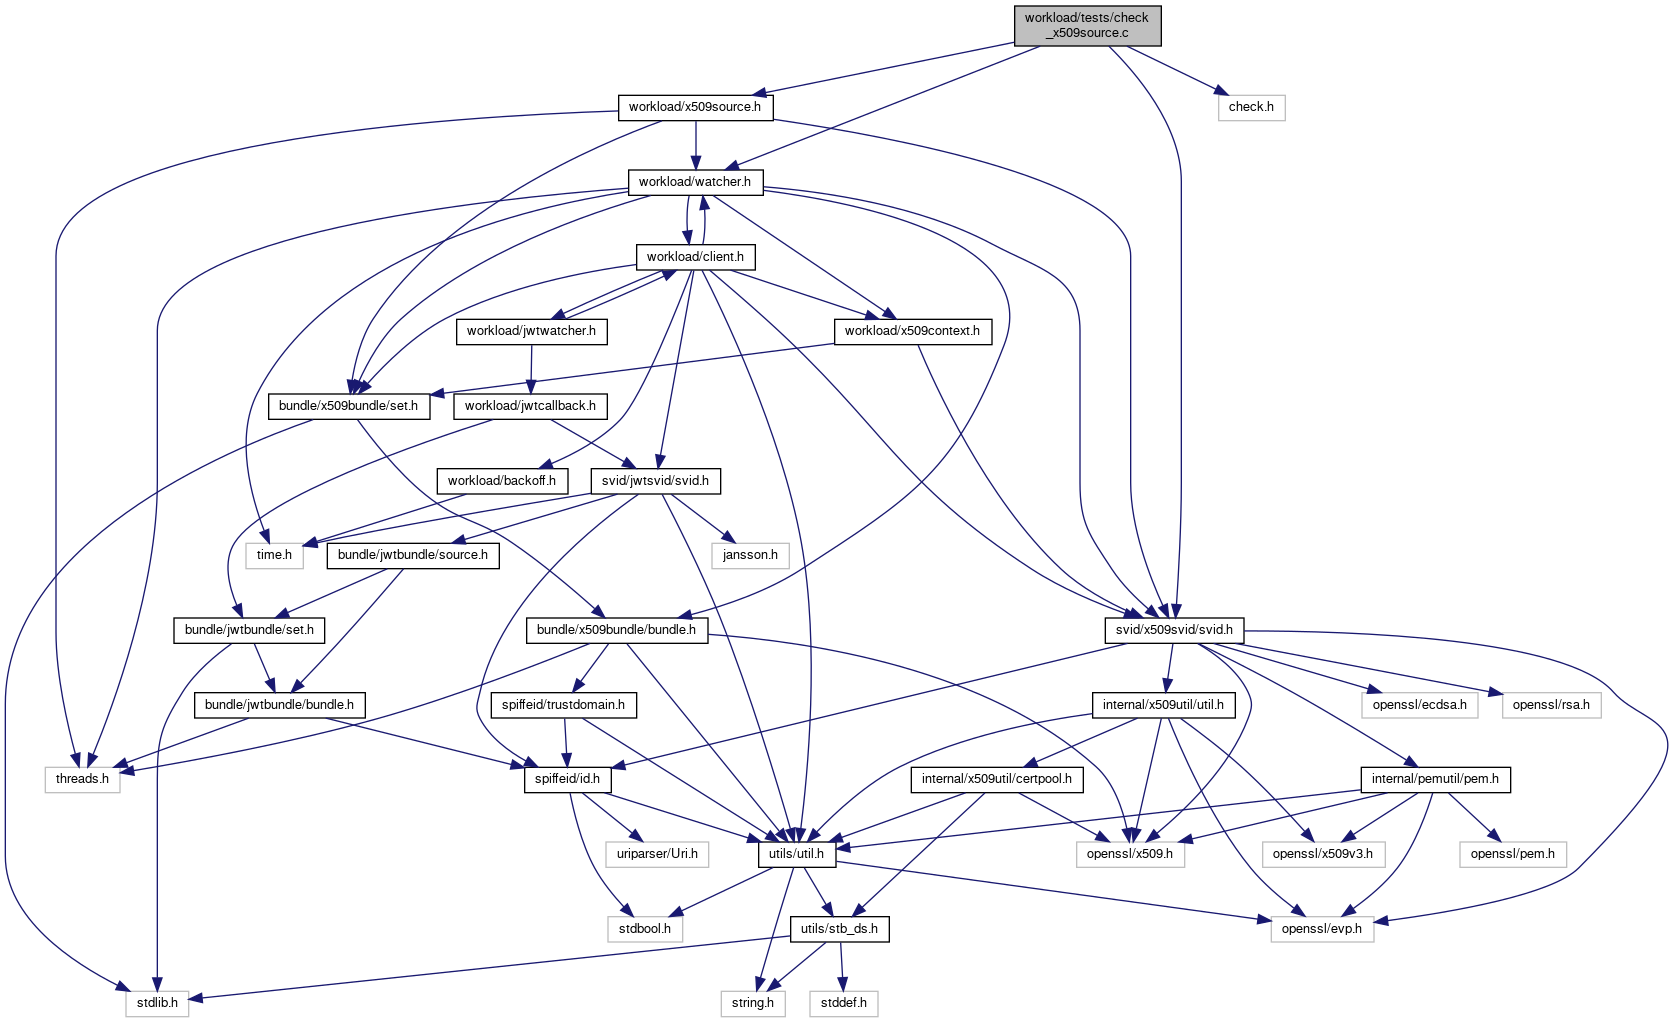 workload/tests/check
_x509source.c
workload/x509source.h
check.h
workload/watcher.h
workload/client.h
workload/jwtwatcher.h
workload/x509context.h
bundle/x509bundle/set.h
workload/jwtcallback.h
workload/backoff.h
svid/jwtsvid/svid.h
time.h
bundle/jwtbundle/source.h
jansson.h
bundle/jwtbundle/set.h
bundle/x509bundle/bundle.h
svid/x509svid/svid.h
bundle/jwtbundle/bundle.h
spiffeid/trustdomain.h
internal/x509util/util.h
openssl/ecdsa.h
openssl/rsa.h
threads.h
spiffeid/id.h
internal/x509util/certpool.h
internal/pemutil/pem.h
uriparser/Uri.h
utils/util.h
openssl/x509.h
openssl/x509v3.h
openssl/pem.h
stdbool.h
utils/stb_ds.h
openssl/evp.h
stdlib.h
string.h
stddef.h